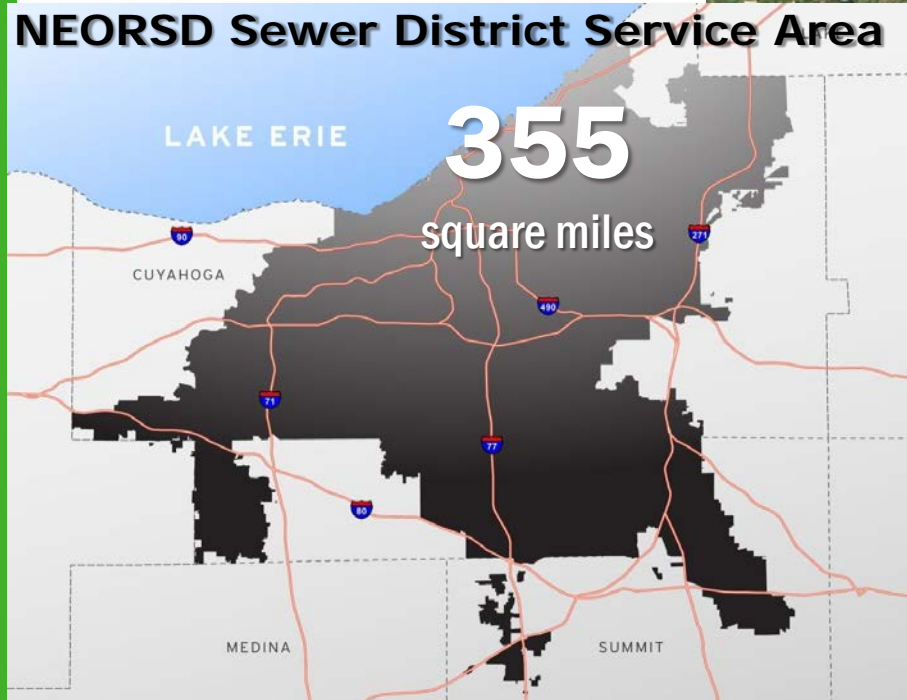 NEORSD Sewer District Service Area
LAKE
LAKE ERIE
355
square miles
90
271
CUYAHOGA
490
71
77
80
MEDINA
SUMMIT